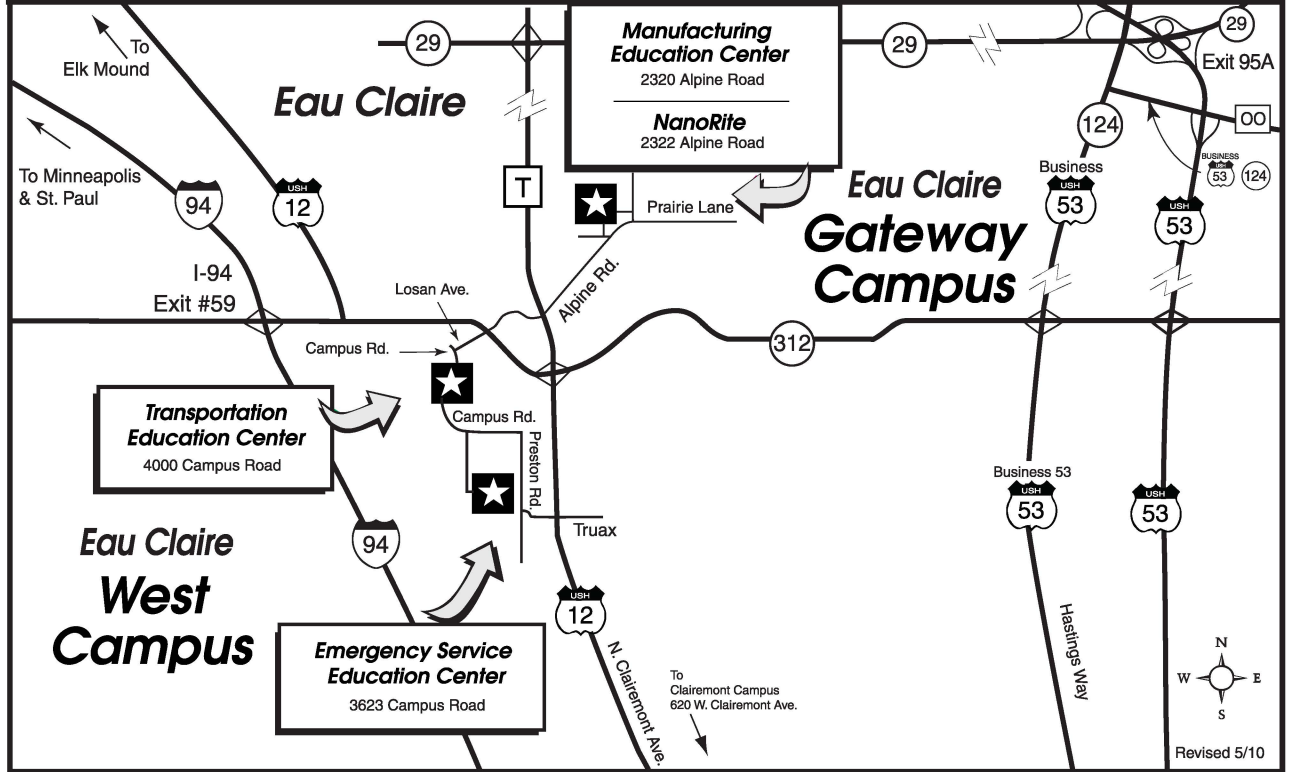 To
Elk Mound
To Minneapolis
& St. Paul
94
USH
12
I-94
Exit #59
Eau Claire
29
T
Manufacturing
Education Center
2320 Alpine Road
NanoRite
2322 Alpine Road
Prairie Lane
Alpine Rd.
29
29
Exit 95A
OO
124
BUSINESS
USH
53
124
Business
USH
53
USH
53
Eau Claire
Gateway
Campus
Losan Ave.
Campus Rd.
312
Transportation
Education Center
4000 Campus Road
Campus Rd.
Preston Rd.
Truax
Business 53
USH
53
USH
53
Eau Claire
West
Campus
94
Emergency Service
Education Center
3623 Campus Road
USH
12
N. Clairemont Ave.
To
Clairemont Campus
620 W. Clairemont Ave.
Hastings Way
N
W E
S
Revised 5/10